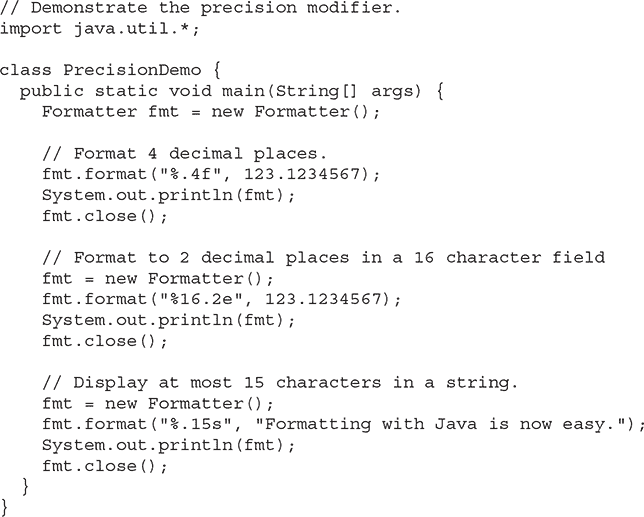 // Demonstrate the precision modifier.
import java.util.*;

class PrecisionDemo {
  public static void main(String[] args) {
    Formatter fmt = new Formatter();

    // Format 4 decimal places.
    fmt.format("%.4f", 123.1234567);
    System.out.println(fmt);
    fmt.close();

    // Format to 2 decimal places in a 16 character field
    fmt = new Formatter();
    fmt.format("%16.2e", 123.1234567);
    System.out.println(fmt);
    fmt.close();

    // Display at most 15 characters in a string.
    fmt = new Formatter();
    fmt.format("%.15s", "Formatting with Java is now easy.");
    System.out.println(fmt);
    fmt.close();
  }
}